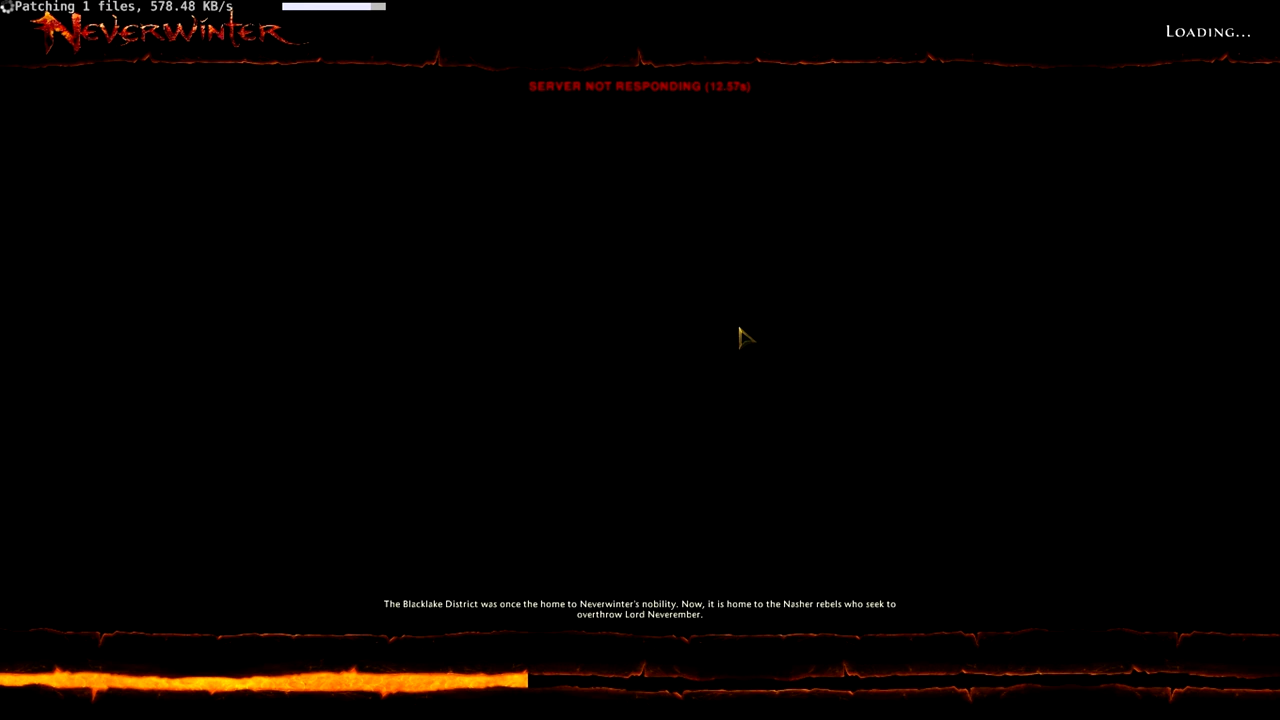 Patching 1 files, 578.48 KB/s
NEVERWINTER
LOADING...
SERVER NOT RESPONDING (12.57s)
The Blacklake District was once the home to Neverwinter's nobility. Now, it is home to the Nasher rebels who seek to
overthrow Lord Neverember.